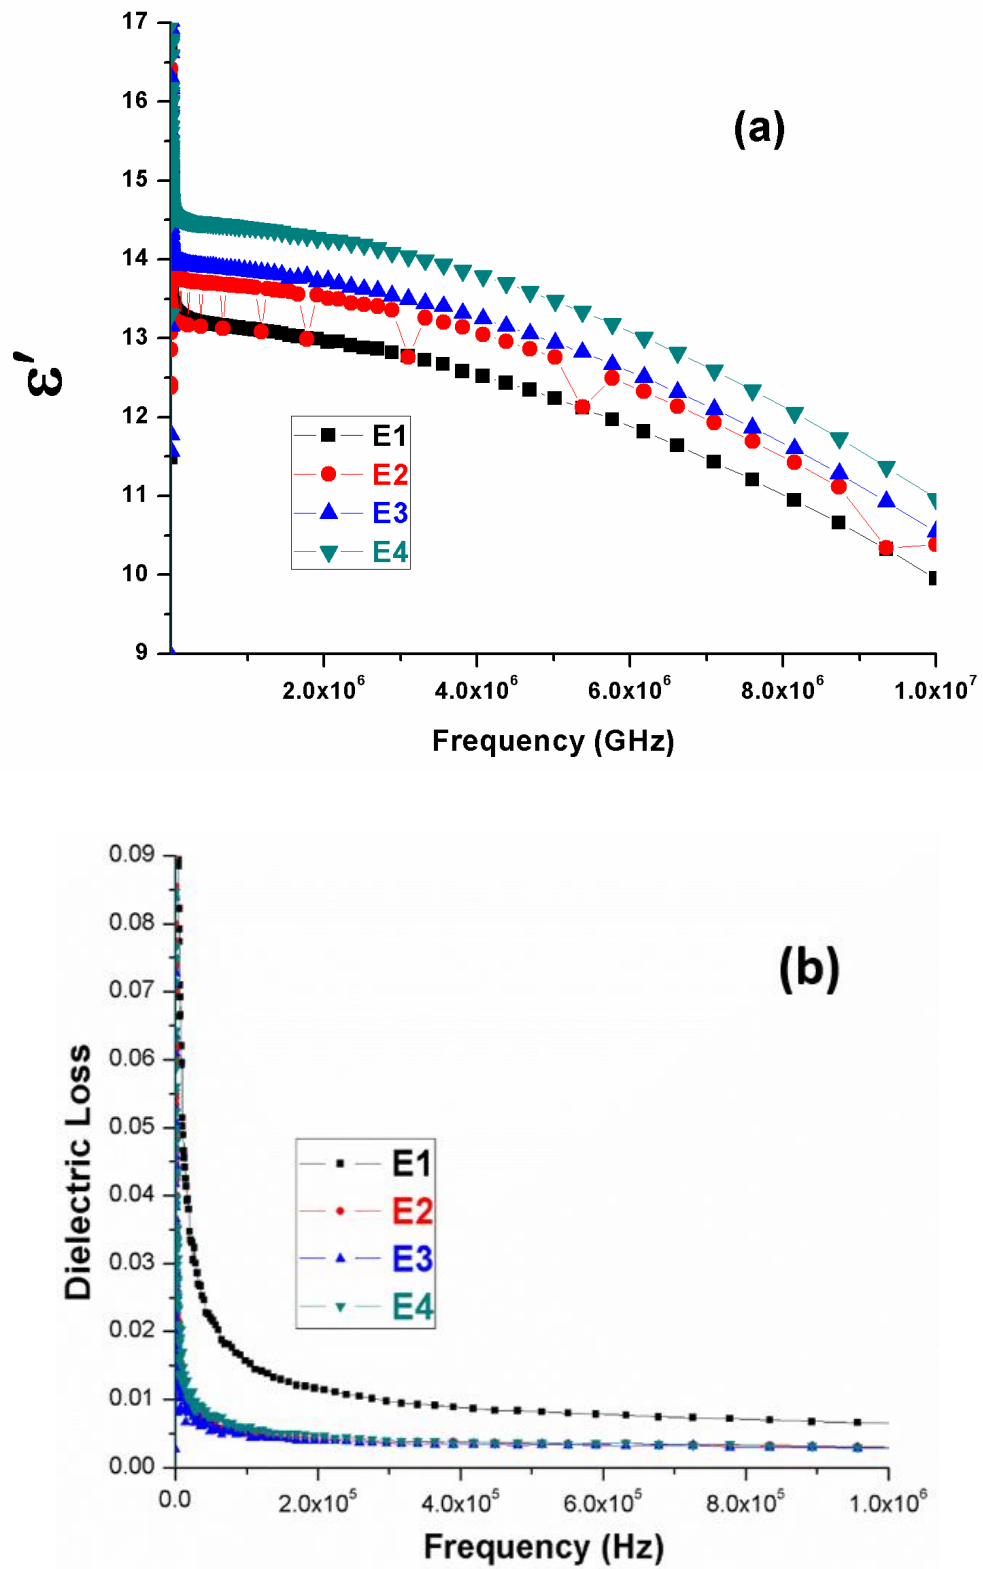 17
(a)
16
15
14
13
ε′
12
E1
E2
11
E3
E4
10
9
2.0x10⁶ 4.0x10⁶ 6.0x10⁶ 8.0x10⁶ 1.0x10⁷
Frequency (GHz)
0.09
0.08
(b)
0.07
0.06
Dielectric Loss
0.05
E1
0.04
E2
E3
0.03
E4
0.02
0.01
0.00
0.0 2.0x10⁵ 4.0x10⁵ 6.0x10⁵ 8.0x10⁵ 1.0x10⁶
Frequency (Hz)